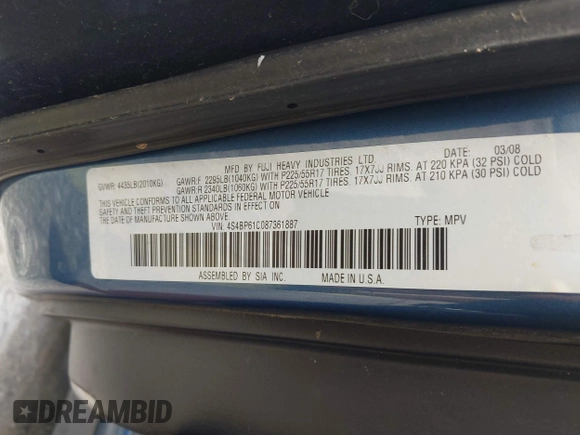 MFD. BY FUJI HEAVY INDUSTRIES LTD. DATE: 03/08
GVWR: 4435LB(2010KG) GAWR:F 2295LB(1040KG) WITH P225/55R17 TIRES. 17X7JJ RIMS. AT 220 KPA (32 PSI) COLD
GAWR:R 2340LB(1060KG) WITH P225/55R17 TIRES. 17X7JJ RIMS. AT 210 KPA (30 PSI) COLD
THIS VEHICLE CONFORMS TO ALL APPLICABLE FEDERAL MOTOR VEHICLE
SAFETY AND THEFT PREVENTION STANDARDS IN EFFECT ON
THE DATE OF MANUFACTURE SHOWN ABOVE.
VIN: 4S4BP61C087361887 TYPE: MPV
ASSEMBLED BY SIA INC. MADE IN U.S.A.
DREAMBID